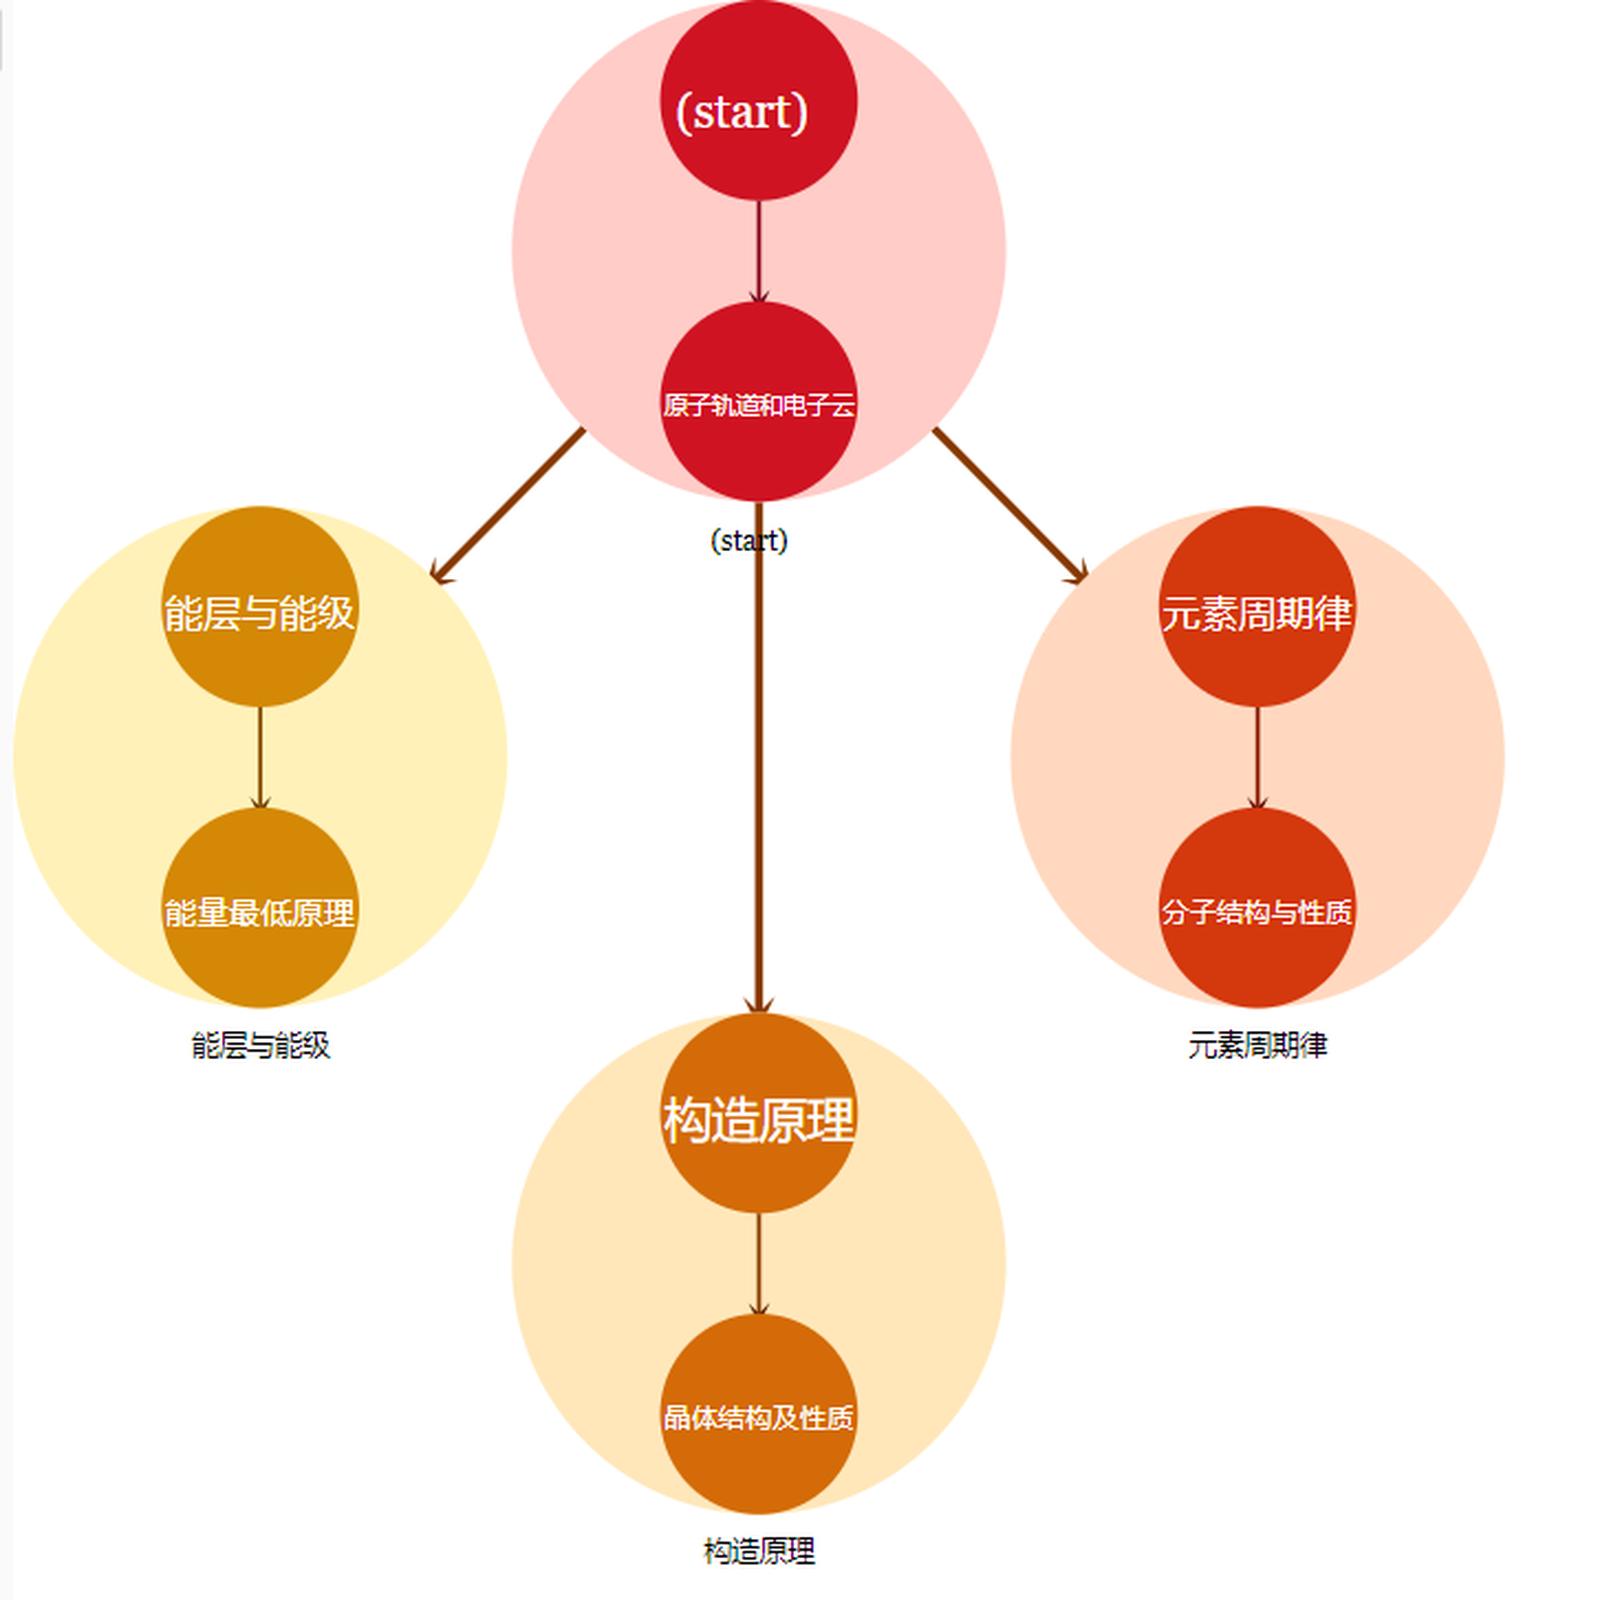 (start)
原子轨道和电子云
(start)
能层与能级
能量最低原理
能层与能级
元素周期律
分子结构与性质
元素周期律
构造原理
晶体结构及性质
构造原理